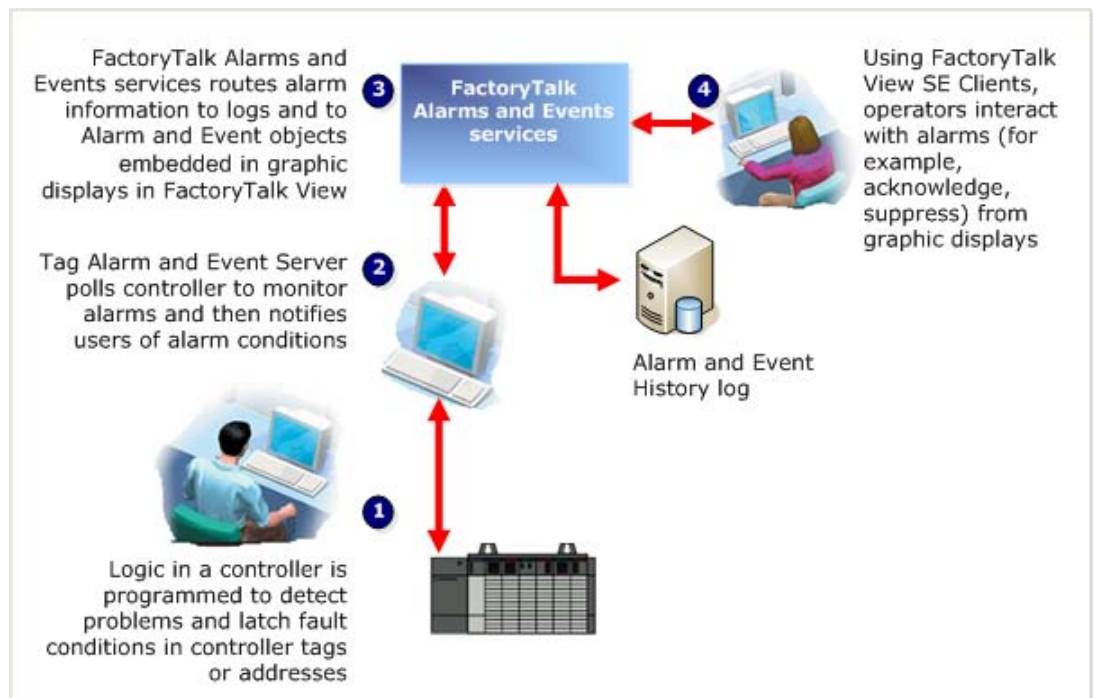 FactoryTalk Alarms and
Events services routes alarm
information to logs and to
Alarm and Event objects
embedded in graphic
displays in FactoryTalk View
3
FactoryTalk
Alarms and Events
services
4
Using FactoryTalk
View SE Clients,
operators interact
with alarms (for
example,
acknowledge,
suppress) from
graphic displays
Tag Alarm and Event Server
polls controller to monitor
alarms and then notifies
users of alarm conditions
2
Alarm and Event
History log
1
Logic in a controller is
programmed to detect
problems and latch fault
conditions in controller tags
or addresses